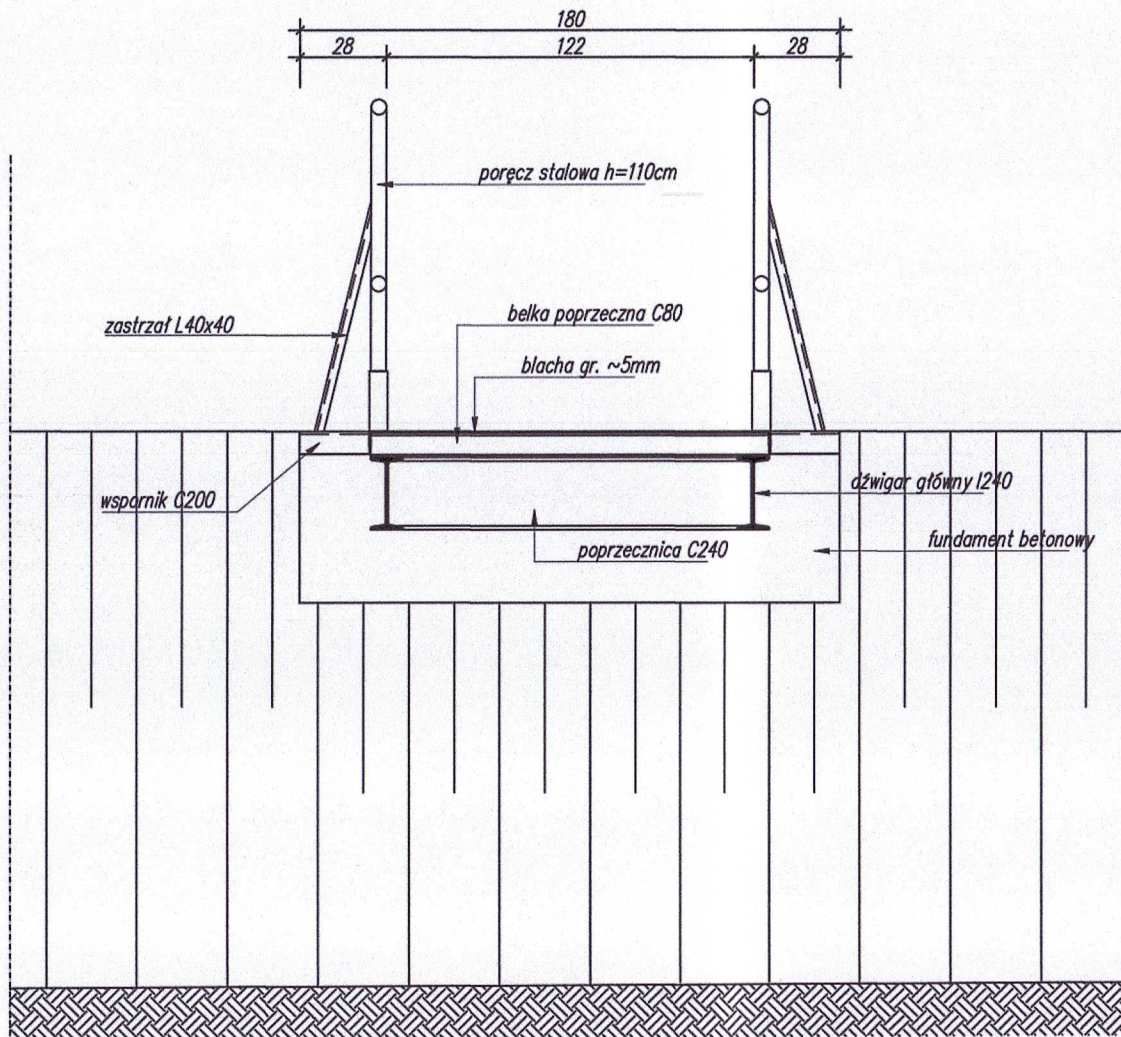 180
28 122 28
poręcz stalowa h=110cm
belka poprzeczna C80
zastrzał L40x40
blacha gr. ~5mm
wspornik C200
dźwigar główny I240
fundament betonowy
poprzecznica C240